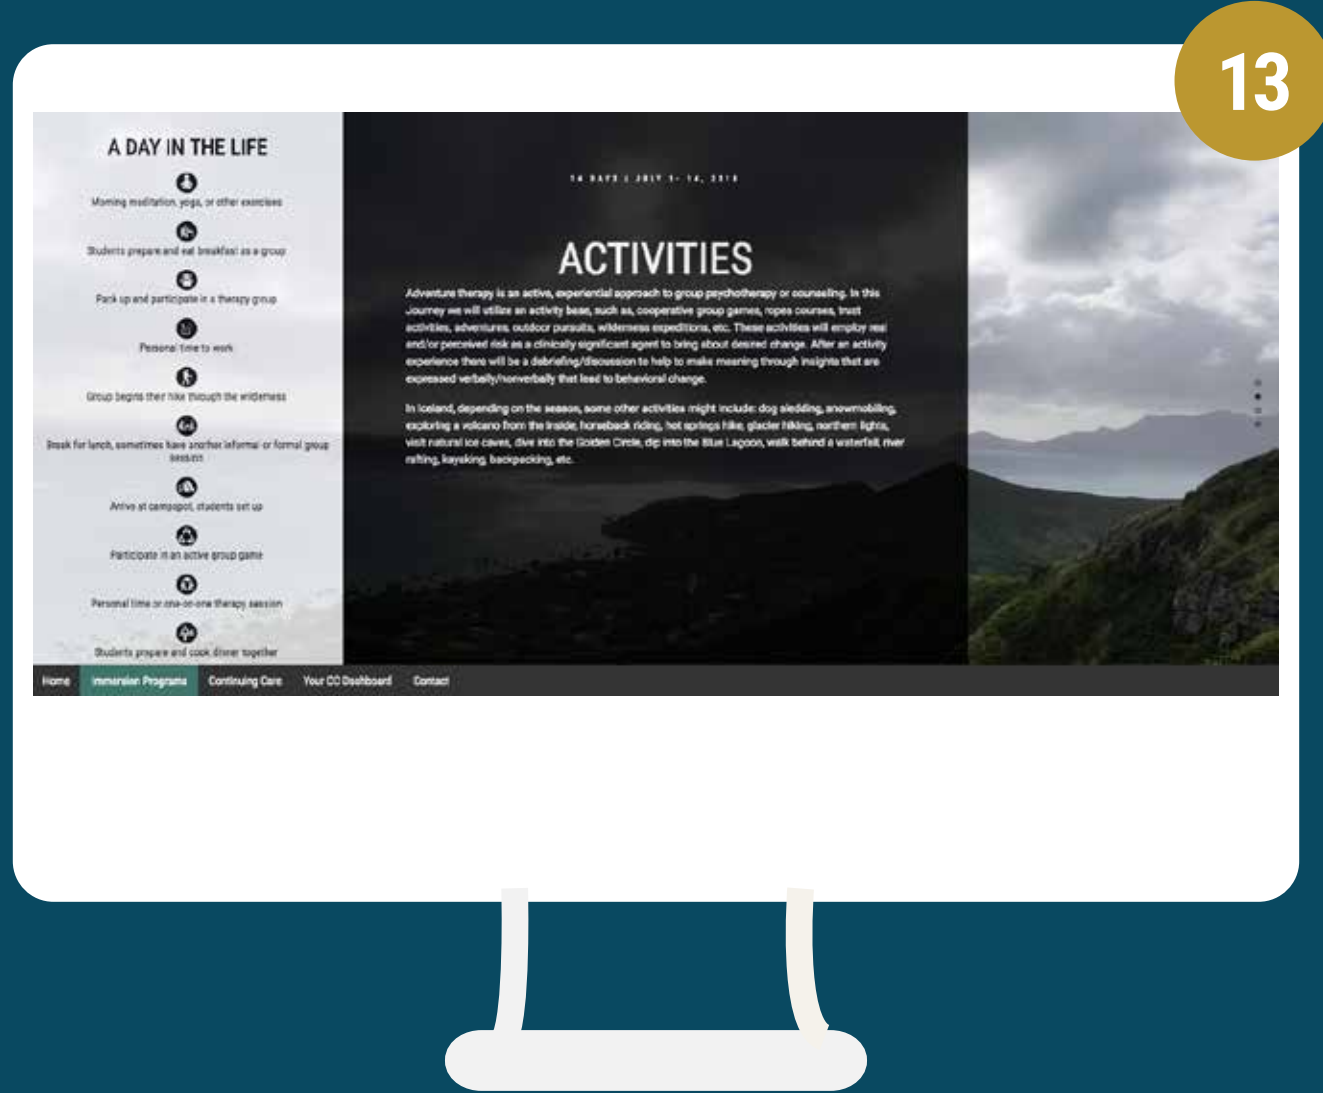 13
A DAY IN THE LIFE
Morning meditation, yoga, or other exercises
Students prepare and eat breakfast as a group
Pack up and participate in a therapy group
Personal time to work
Group begins their hike through the wilderness
Break for lunch, sometimes have another informal or formal group
session
Arrive at campspot, students set up
Participate in an active group game
Personal time or one-on-one therapy session
Students prepare and cook dinner together
14 DAYS | JULY 1- 14, 2018
ACTIVITIES
Adventure therapy is an active, experiential approach to group psychotherapy or counseling. In this
Journey we will utilize an activity base, such as, cooperative group games, ropes courses, trust
activities, adventures, outdoor pursuits, wilderness expeditions, etc. These activities will employ real
and/or perceived risk as a clinically significant agent to bring about desired change. After an activity
experience there will be a debriefing/discussion to help to make meaning through insights that are
expressed verbally/nonverbally that lead to behavioral change.
In Iceland, depending on the season, some other activities might include: dog sledding, snowmobiling,
exploring a volcano from the inside, horseback riding, hot springs hike, glacier hiking, northern lights,
visit natural ice caves, dive into the Golden Circle, dip into the Blue Lagoon, walk behind a waterfall, river
rafting, kayaking, backpacking, etc.
Home Immersion Programs Continuing Care Your CC Dashboard Contact